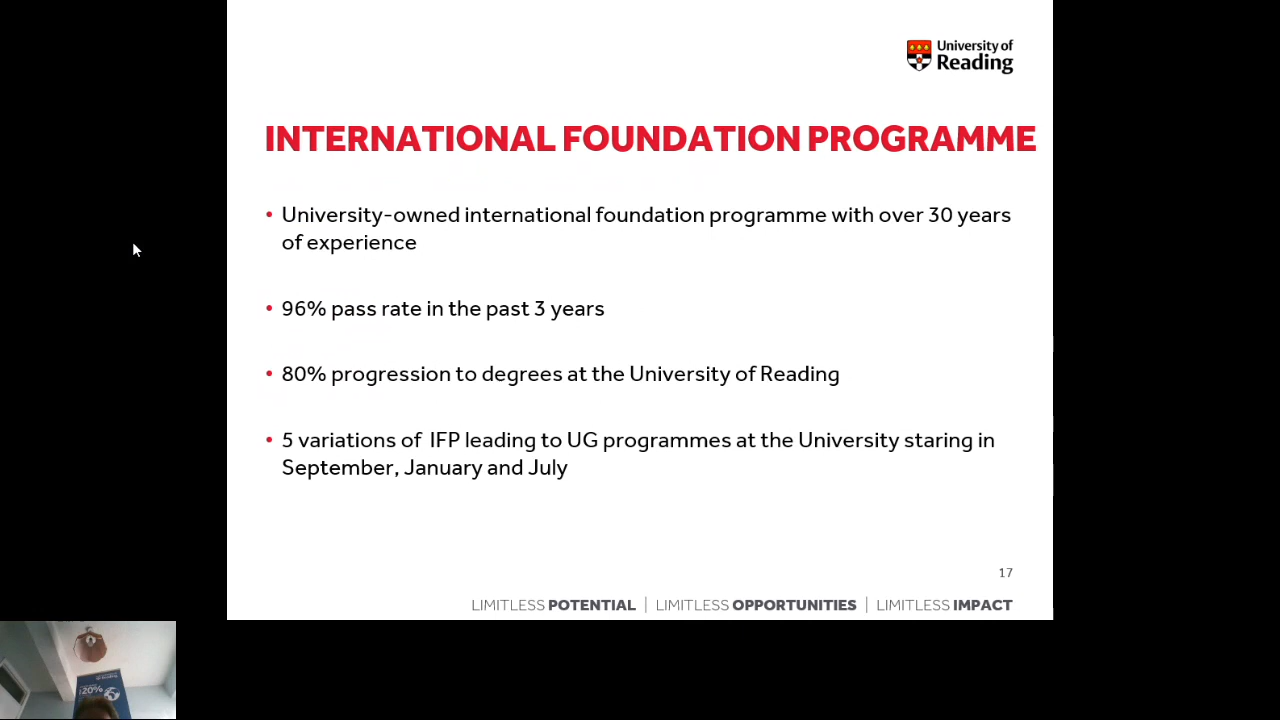 University of
Reading
INTERNATIONAL FOUNDATION PROGRAMME
• University-owned international foundation programme with over 30 years
of experience
• 96% pass rate in the past 3 years
• 80% progression to degrees at the University of Reading
• 5 variations of IFP leading to UG programmes at the University staring in
September, January and July
17
LIMITLESS POTENTIAL | LIMITLESS OPPORTUNITIES | LIMITLESS IMPACT
Reading
20%